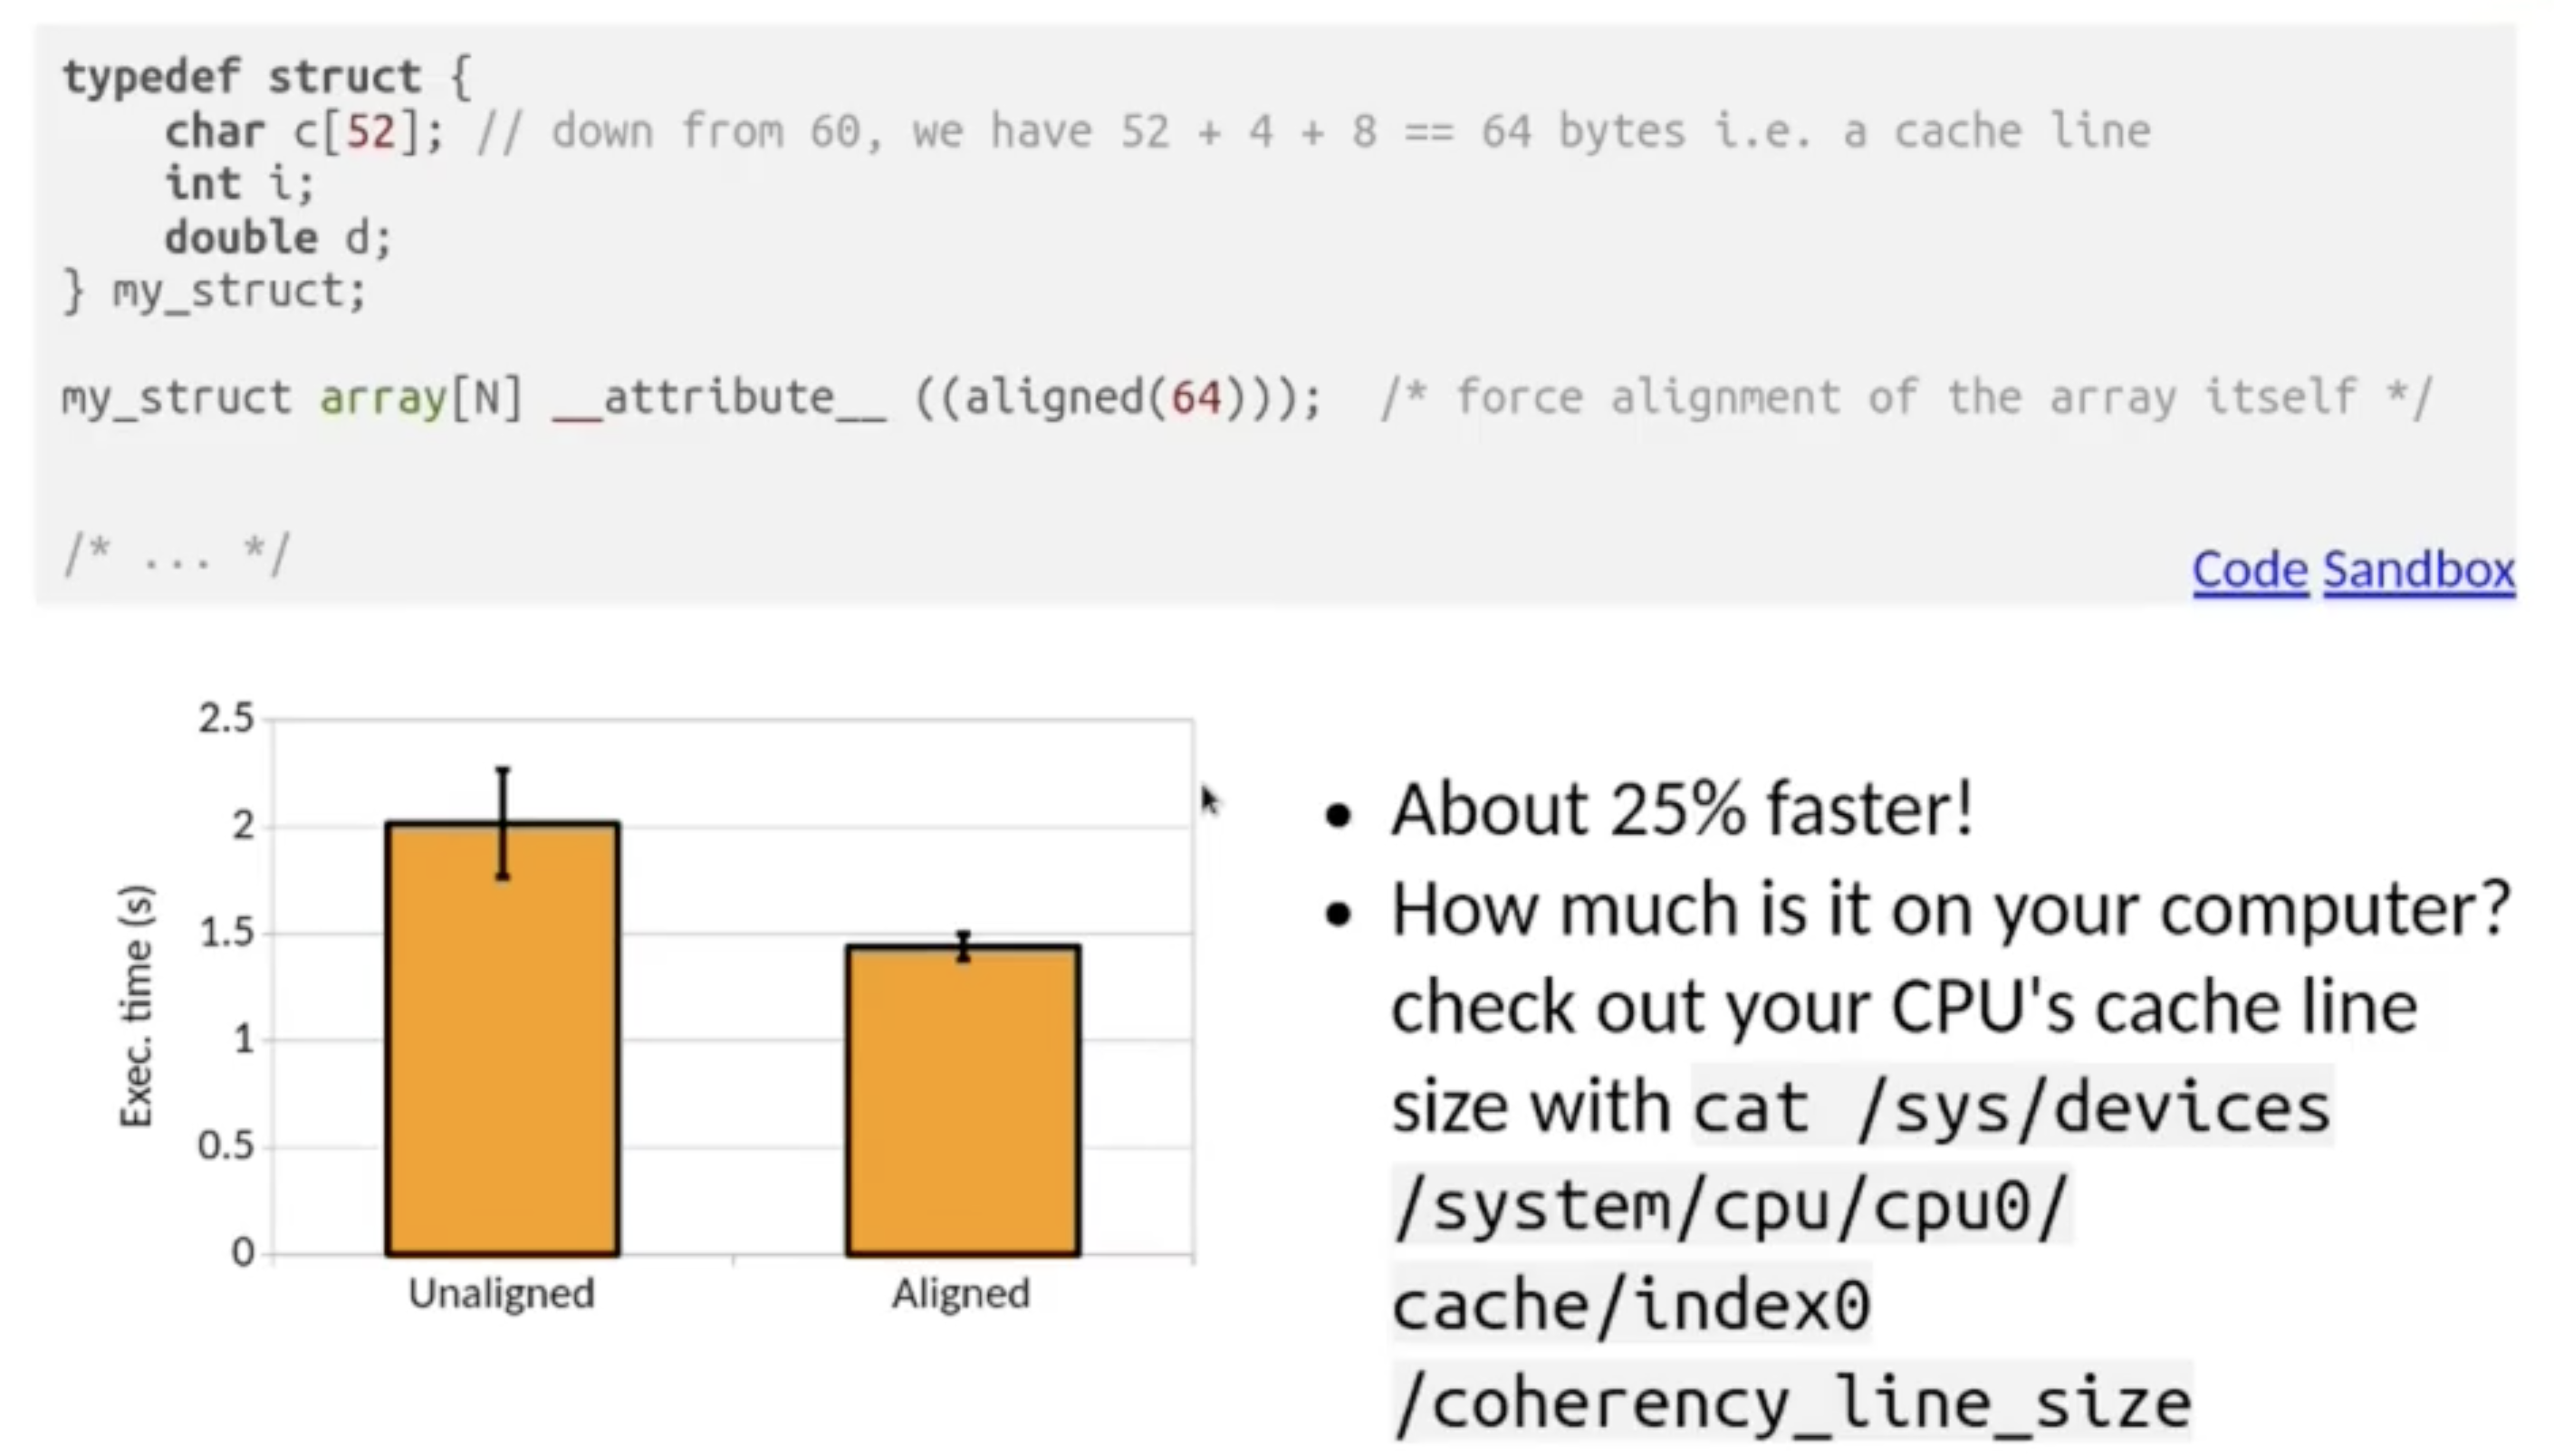 typedef struct {
char c[52]; // down from 60, we have 52 + 4 + 8 == 64 bytes i.e. a cache line
int i;
double d;
} my_struct;
my_struct array[N] __attribute__ ((aligned(64))); /* force alignment of the array itself */
/* ... */
Code Sandbox
2.5
2
1.5
1
0.5
0
Exec. time (s)
Unaligned
Aligned
• About 25% faster!
• How much is it on your computer?
check out your CPU's cache line
size with cat /sys/devices
/system/cpu/cpu0/
cache/index0
/coherency_line_size